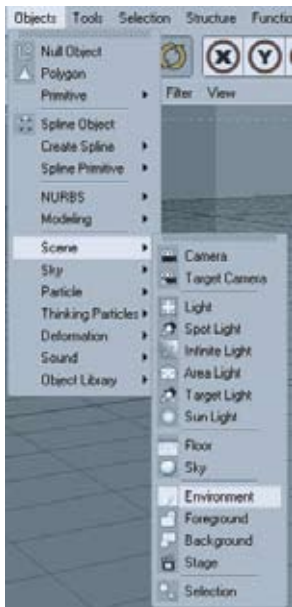 Objects Tools Selection Structure Functio
Null Object
Polygon
Primitive
X Y
Filter View
Spline Object
Create Spline
Spline Primitive
NURBS
Modeling
Scene
Sky
Particle
Thinking Particles
Deformation
Sound
Object Library
Camera
Target Camera
Light
Spot Light
Infinite Light
Area Light
Target Light
Sun Light
Floor
Sky
Environment
Foreground
Background
Stage
Selection